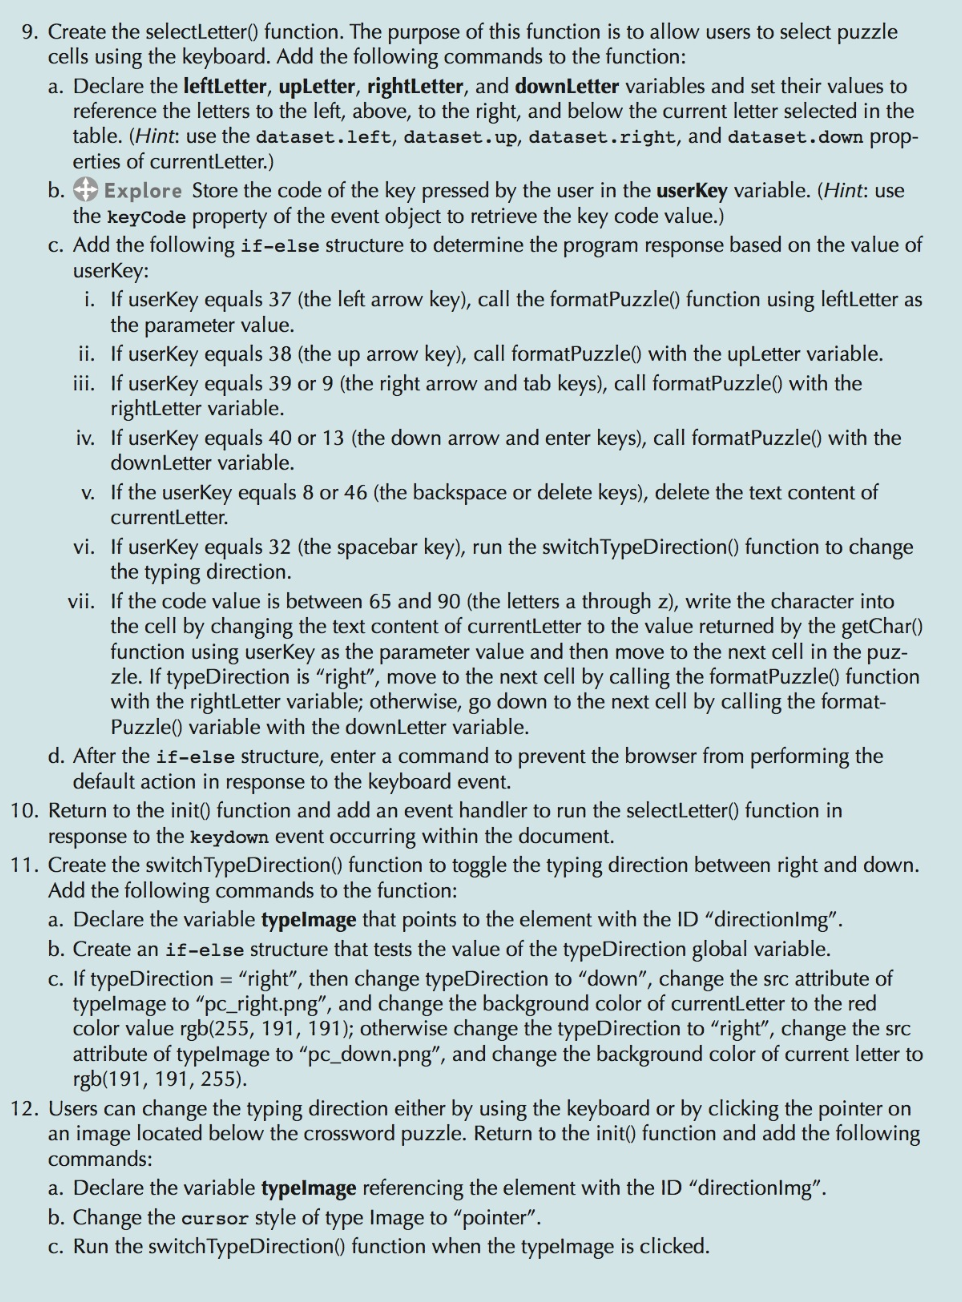 9. Create the selectLetter() function. The purpose of this function is to allow users to select puzzle
cells using the keyboard. Add the following commands to the function:
a. Declare the leftLetter, upLetter, rightLetter, and downLetter variables and set their values to
reference the letters to the left, above, to the right, and below the current letter selected in the
table. (Hint: use the dataset.left, dataset.up, dataset.right, and dataset.down prop-
erties of currentLetter.)
b. Explore Store the code of the key pressed by the user in the userKey variable. (Hint: use
the keyCode property of the event object to retrieve the key code value.)
c. Add the following if-else structure to determine the program response based on the value of
userKey:
i. If userKey equals 37 (the left arrow key), call the formatPuzzle() function using leftLetter as
the parameter value.
ii. If userKey equals 38 (the up arrow key), call formatPuzzle() with the upLetter variable.
iii. If userKey equals 39 or 9 (the right arrow and tab keys), call formatPuzzle() with the
rightLetter variable.
iv. If userKey equals 40 or 13 (the down arrow and enter keys), call formatPuzzle() with the
downLetter variable.
v. If the userKey equals 8 or 46 (the backspace or delete keys), delete the text content of
currentLetter.
vi. If userKey equals 32 (the spacebar key), run the switchTypeDirection() function to change
the typing direction.
vii. If the code value is between 65 and 90 (the letters a through z), write the character into
the cell by changing the text content of currentLetter to the value returned by the getChar()
function using userKey as the parameter value and then move to the next cell in the puz-
zle. If typeDirection is “right”, move to the next cell by calling the formatPuzzle() function
with the rightLetter variable; otherwise, go down to the next cell by calling the format-
Puzzle() variable with the downLetter variable.
d. After the if-else structure, enter a command to prevent the browser from performing the
default action in response to the keyboard event.
10. Return to the init() function and add an event handler to run the selectLetter() function in
response to the keydown event occurring within the document.
11. Create the switchTypeDirection() function to toggle the typing direction between right and down.
Add the following commands to the function:
a. Declare the variable typeImage that points to the element with the ID “directionImg”.
b. Create an if-else structure that tests the value of the typeDirection global variable.
c. If typeDirection = “right”, then change typeDirection to “down”, change the src attribute of
typeImage to “pc_right.png”, and change the background color of currentLetter to the red
color value rgb(255, 191, 191); otherwise change the typeDirection to “right”, change the src
attribute of typeImage to “pc_down.png”, and change the background color of current letter to
rgb(191, 191, 255).
12. Users can change the typing direction either by using the keyboard or by clicking the pointer on
an image located below the crossword puzzle. Return to the init() function and add the following
commands:
a. Declare the variable typeImage referencing the element with the ID “directionImg”.
b. Change the cursor style of type Image to “pointer”.
c. Run the switchTypeDirection() function when the typeImage is clicked.